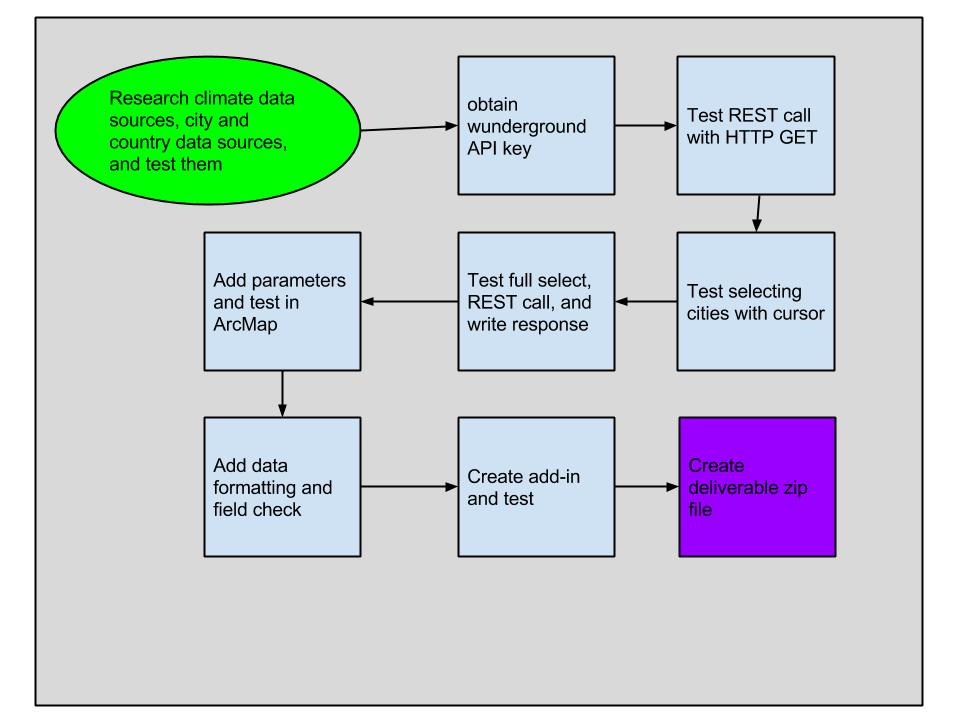 Research climate data
sources, city and
country data sources,
and test them
obtain
wunderground
API key
Test REST call
with HTTP GET
Test selecting
cities with cursor
Test full select,
REST call, and
write response
Add parameters
and test in
ArcMap
Add data
formatting and
field check
Create add-in
and test
Create
deliverable zip
file